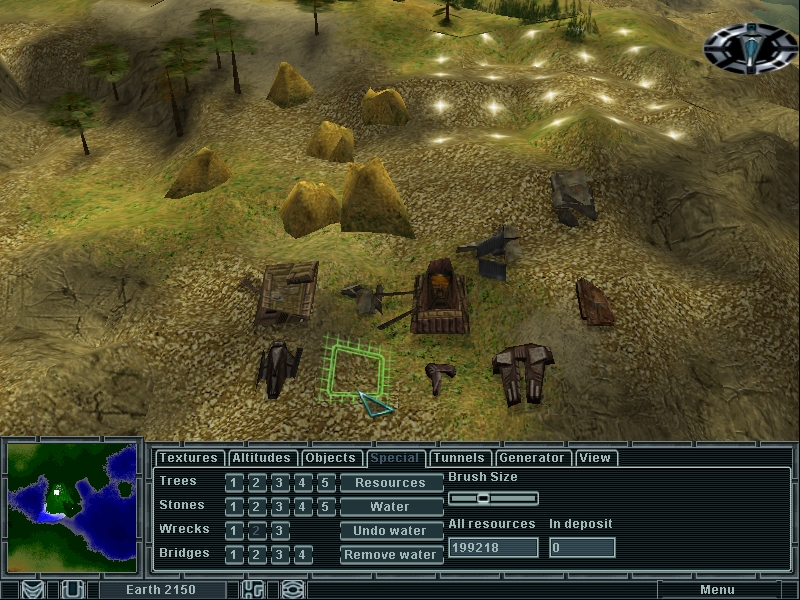 Textures Altitudes Objects Special Tunnels Generator View
Trees 1 2 3 4 5 Resources Brush Size
Stones 1 2 3 4 5 Water
Wrecks 1 2 3 Undo water All resources In deposit
Bridges 1 2 3 4 Remove water 199218 0
Earth 2150 Menu